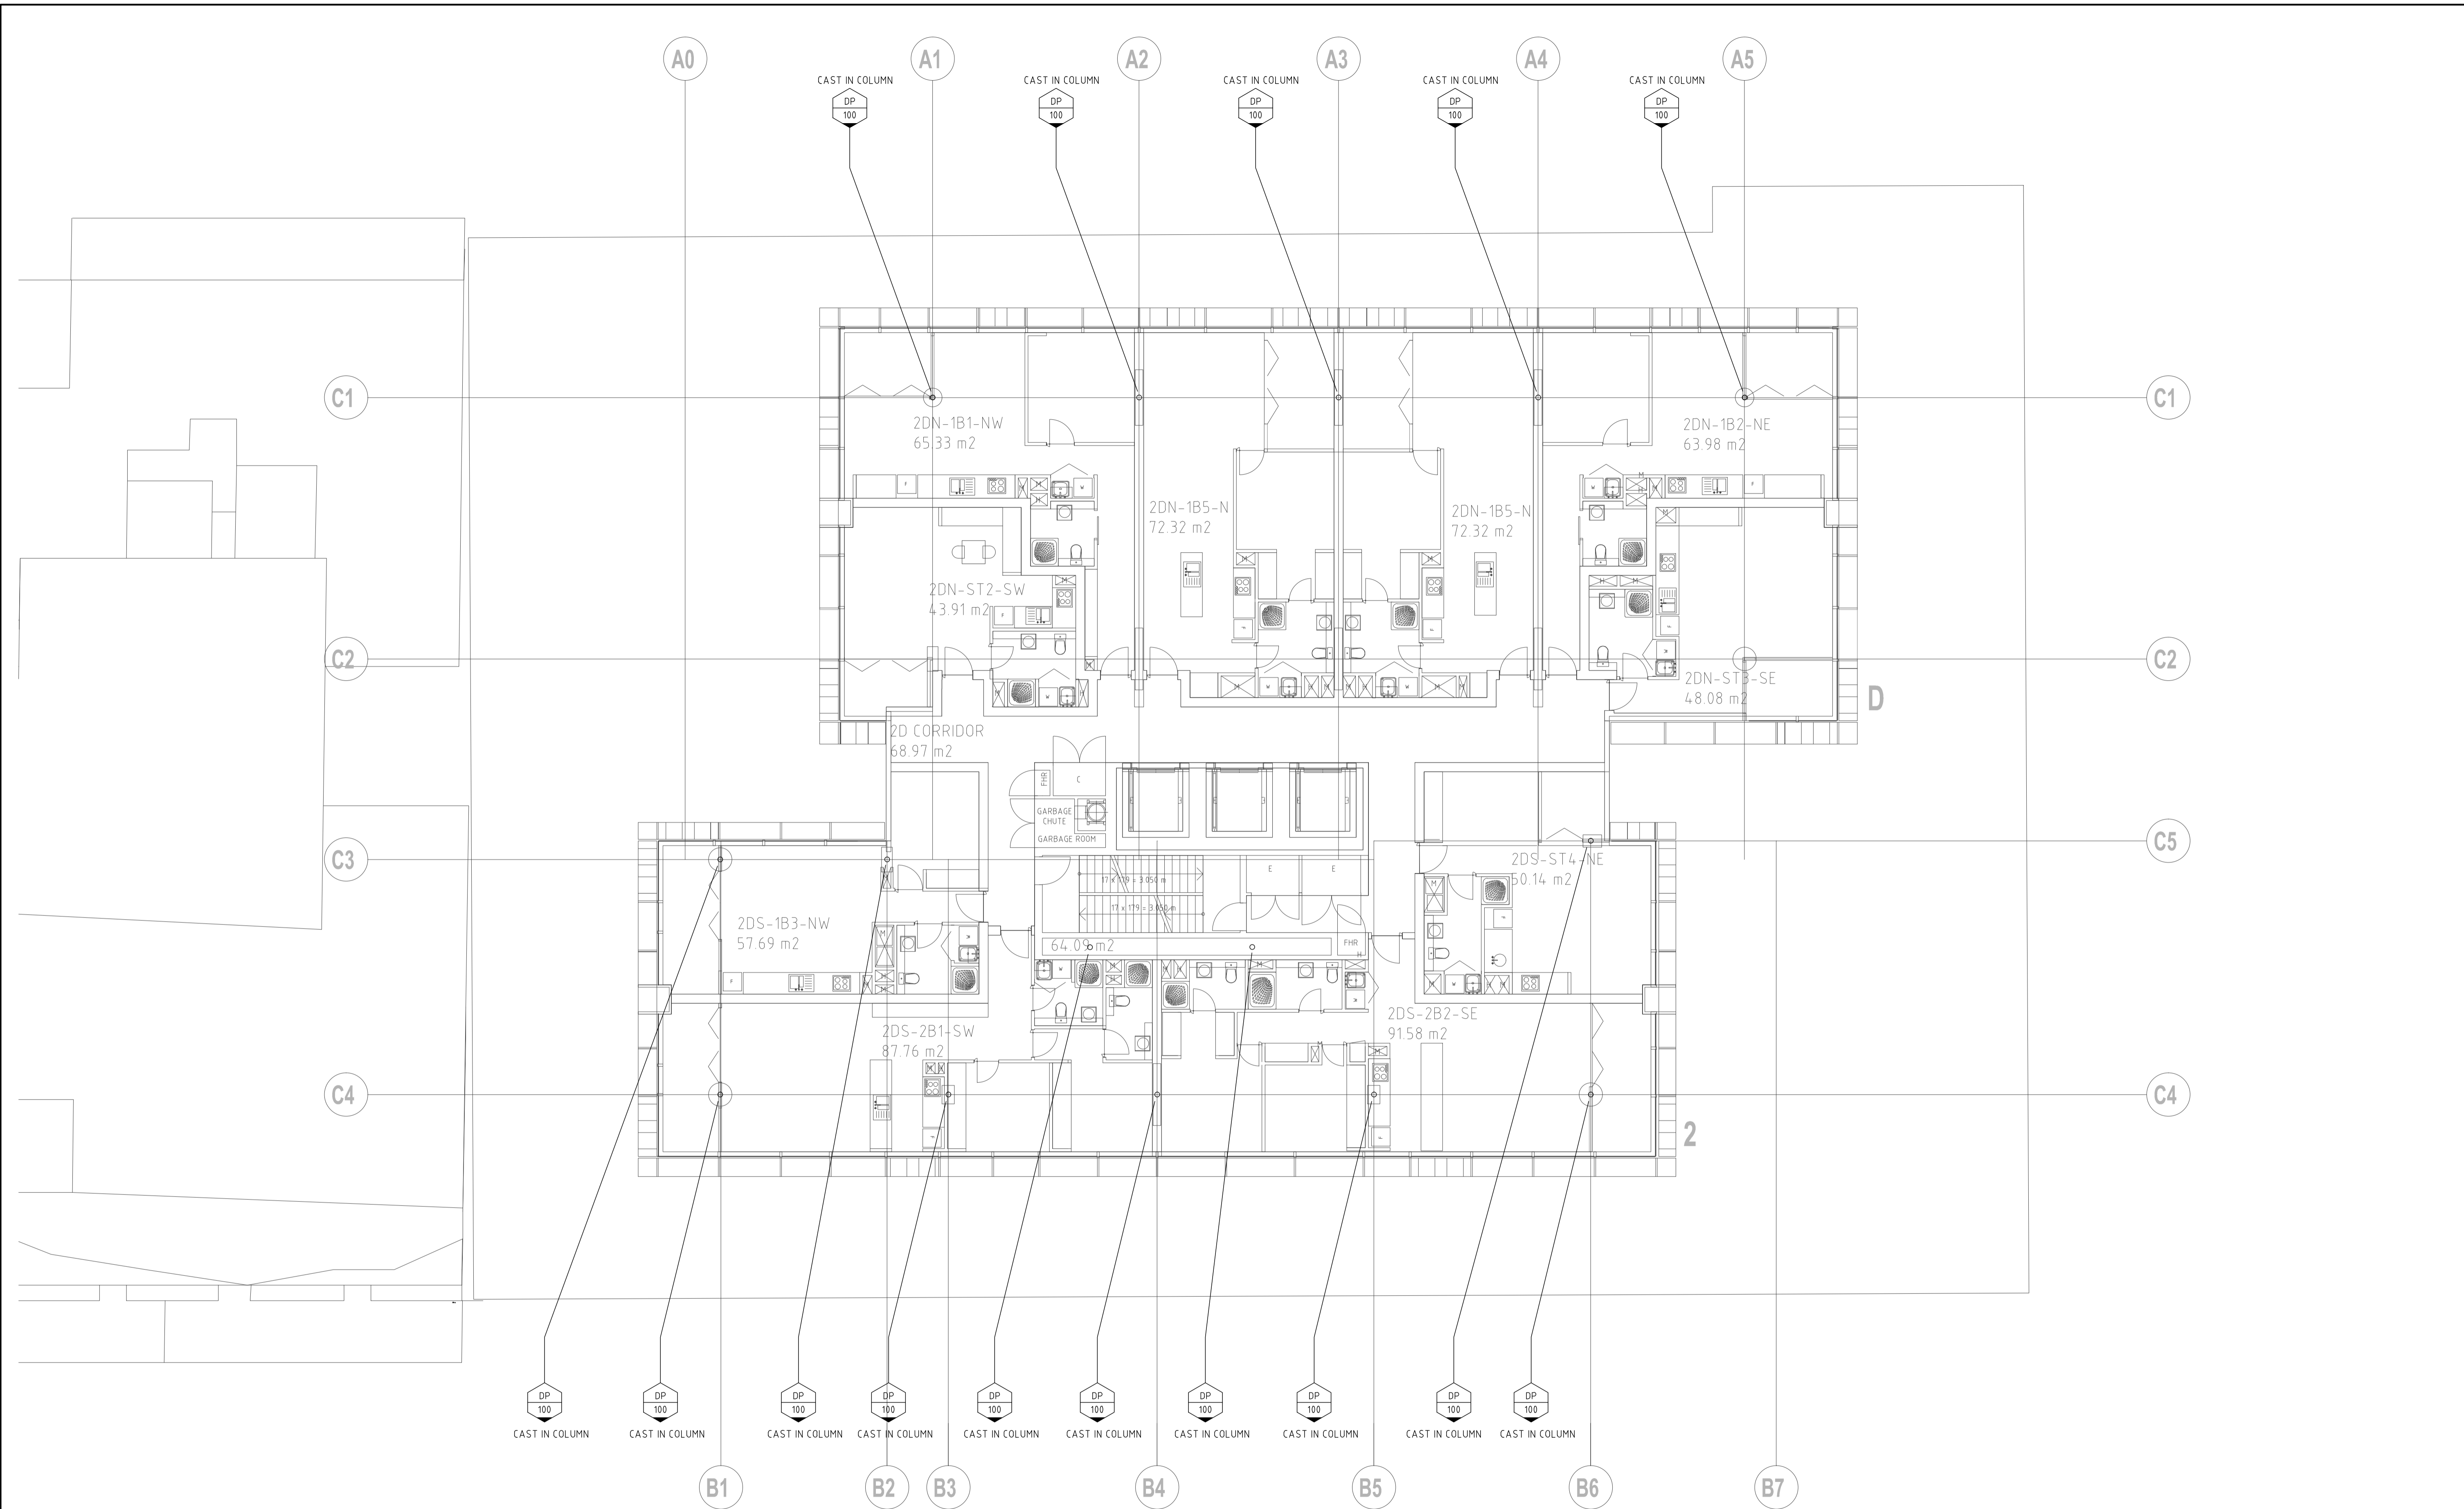 A0
A1
A2
A3
A4
A5
CAST IN COLUMN
CAST IN COLUMN
CAST IN COLUMN
CAST IN COLUMN
CAST IN COLUMN
DP
100
DP
100
DP
100
DP
100
DP
100
C1
C1
2DN-1B1-NW
65.33 m2
2DN-1B2-NE
63.98 m2
2DN-1B5-N
72.32 m2
2DN-1B5-N
72.32 m2
2DN-ST2-SW
43.91 m2
C2
C2
2DN-ST3-SE
48.08 m2
D
2D CORRIDOR
68.97 m2
FHR
C
GARBAGE
CHUTE
GARBAGE ROOM
C3
C5
E
E
17 x 179 = 3.050 m
17 x 179 = 3.050 m
2DS-ST4-NE
50.14 m2
2DS-1B3-NW
57.69 m2
64.09 m2
FHR
2DS-2B1-SW
87.76 m2
2DS-2B2-SE
91.58 m2
C4
C4
2
DP
100
DP
100
DP
100
DP
100
DP
100
DP
100
DP
100
DP
100
DP
100
DP
100
CAST IN COLUMN
CAST IN COLUMN
CAST IN COLUMN
CAST IN COLUMN
CAST IN COLUMN
CAST IN COLUMN
CAST IN COLUMN
CAST IN COLUMN
CAST IN COLUMN
CAST IN COLUMN
B1
B2
B3
B4
B5
B6
B7